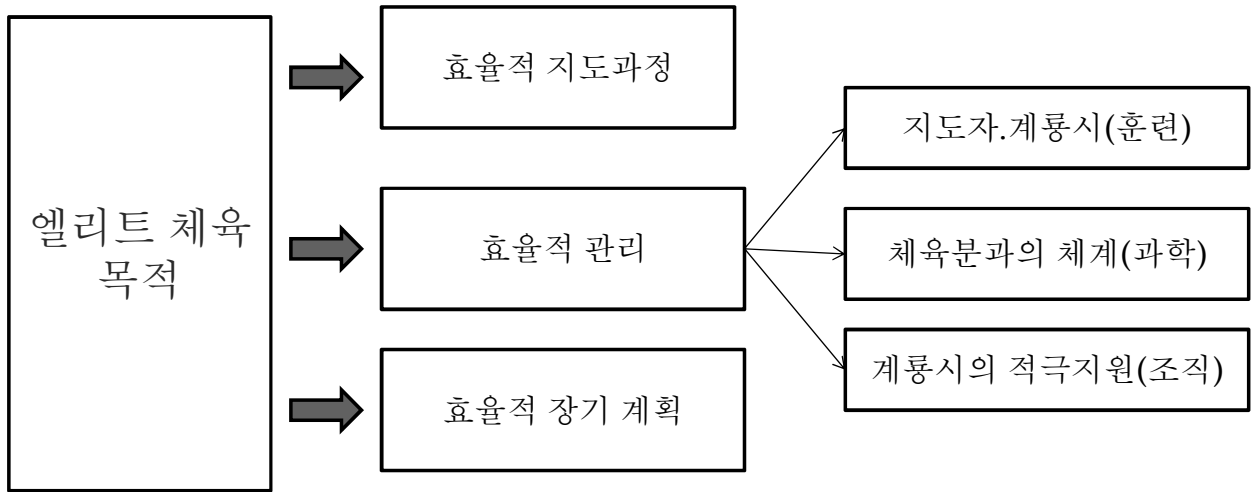 엘리트 체육
목적
효율적 지도과정
효율적 관리
효율적 장기 계획
지도자.계룡시(훈련)
체육분과의 체계(과학)
계룡시의 적극지원(조직)